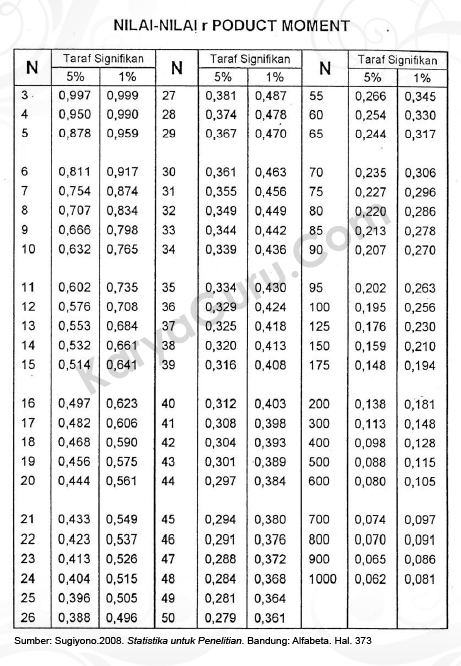 NILAI-NILAI r PODUCT MOMENT
N Taraf Signifikan N Taraf Signifikan N Taraf Signifikan
5% 1% 5% 1% 5% 1%
3 0,997 0,999 27 0,381 0,487 55 0,266 0,345
4 0,950 0,990 28 0,374 0,478 60 0,254 0,330
5 0,878 0,959 29 0,367 0,470 65 0,244 0,317
6 0,811 0,917 30 0,361 0,463 70 0,235 0,306
7 0,754 0,874 31 0,355 0,456 75 0,227 0,296
8 0,707 0,834 32 0,349 0,449 80 0,220 0,286
9 0,666 0,798 33 0,344 0,442 85 0,213 0,278
10 0,632 0,765 34 0,339 0,436 90 0,207 0,270
11 0,602 0,735 35 0,334 0,430 95 0,202 0,263
12 0,576 0,708 36 0,329 0,424 100 0,195 0,256
13 0,553 0,684 37 0,325 0,418 125 0,176 0,230
14 0,532 0,661 38 0,320 0,413 150 0,159 0,210
15 0,514 0,641 39 0,316 0,408 175 0,148 0,194
16 0,497 0,623 40 0,312 0,403 200 0,138 0,181
17 0,482 0,606 41 0,308 0,398 300 0,113 0,148
18 0,468 0,590 42 0,304 0,393 400 0,098 0,128
19 0,456 0,575 43 0,301 0,389 500 0,088 0,115
20 0,444 0,561 44 0,297 0,384 600 0,080 0,105
21 0,433 0,549 45 0,294 0,380 700 0,074 0,097
22 0,423 0,537 46 0,291 0,376 800 0,070 0,091
23 0,413 0,526 47 0,288 0,372 900 0,065 0,086
24 0,404 0,515 48 0,284 0,368 1000 0,062 0,081
25 0,396 0,505 49 0,281 0,364
26 0,388 0,496 50 0,279 0,361
Sumber: Sugiyono.2008. Statistika untuk Penelitian. Bandung: Alfabeta. Hal. 373
KaryaGuru.Com